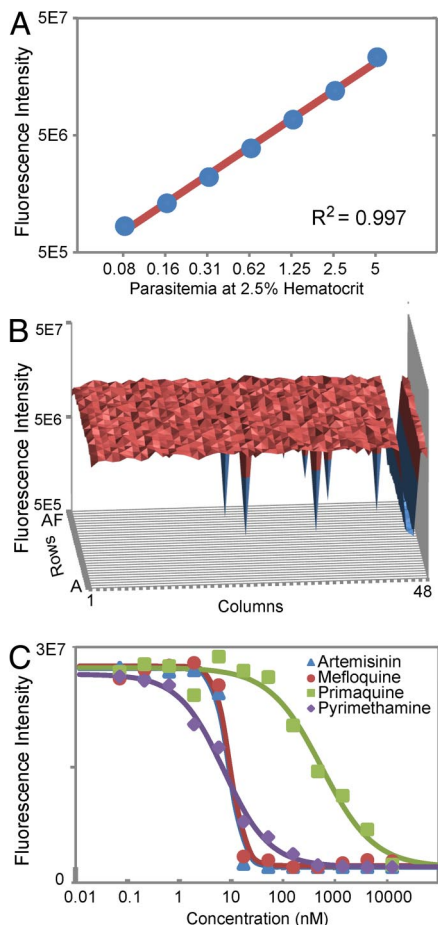 A
Fluorescence Intensity
5E7
5E6
5E5
R² = 0.997
0.08 0.16 0.31 0.62 1.25 2.5 5
Parasitemia at 2.5% Hematocrit
B
Fluorescence Intensity
5E7
5E6
5E5
AF
Rows
A
1
48
Columns
C
Fluorescence Intensity
3E7
0
Artemisinin
Mefloquine
Primaquine
Pyrimethamine
0.01 0.1 1 10 100 1000 10000
Concentration (nM)